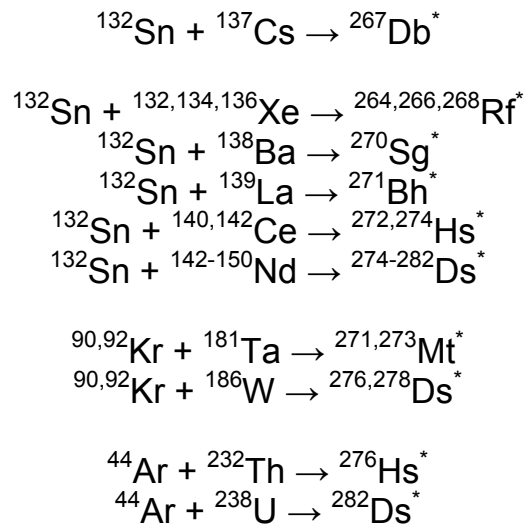 ¹³²Sn + ¹³⁷Cs → ²⁶⁷Db*
¹³²Sn + ¹³²,¹³⁴,¹³⁶Xe → ²⁶⁴,²⁶⁶,²⁶⁸Rf*
¹³²Sn + ¹³⁸Ba → ²⁷⁰Sg*
¹³²Sn + ¹³⁹La → ²⁷¹Bh*
¹³²Sn + ¹⁴⁰,¹⁴²Ce → ²⁷²,²⁷⁴Hs*
¹³²Sn + ¹⁴²⁻¹⁵⁰Nd → ²⁷⁴⁻²⁸²Ds*
⁹⁰,⁹²Kr + ¹⁸¹Ta → ²⁷¹,²⁷³Mt*
⁹⁰,⁹²Kr + ¹⁸⁶W → ²⁷⁶,²⁷⁸Ds*
⁴⁴Ar + ²³²Th → ²⁷⁶Hs*
⁴⁴Ar + ²³⁸U → ²⁸²Ds*